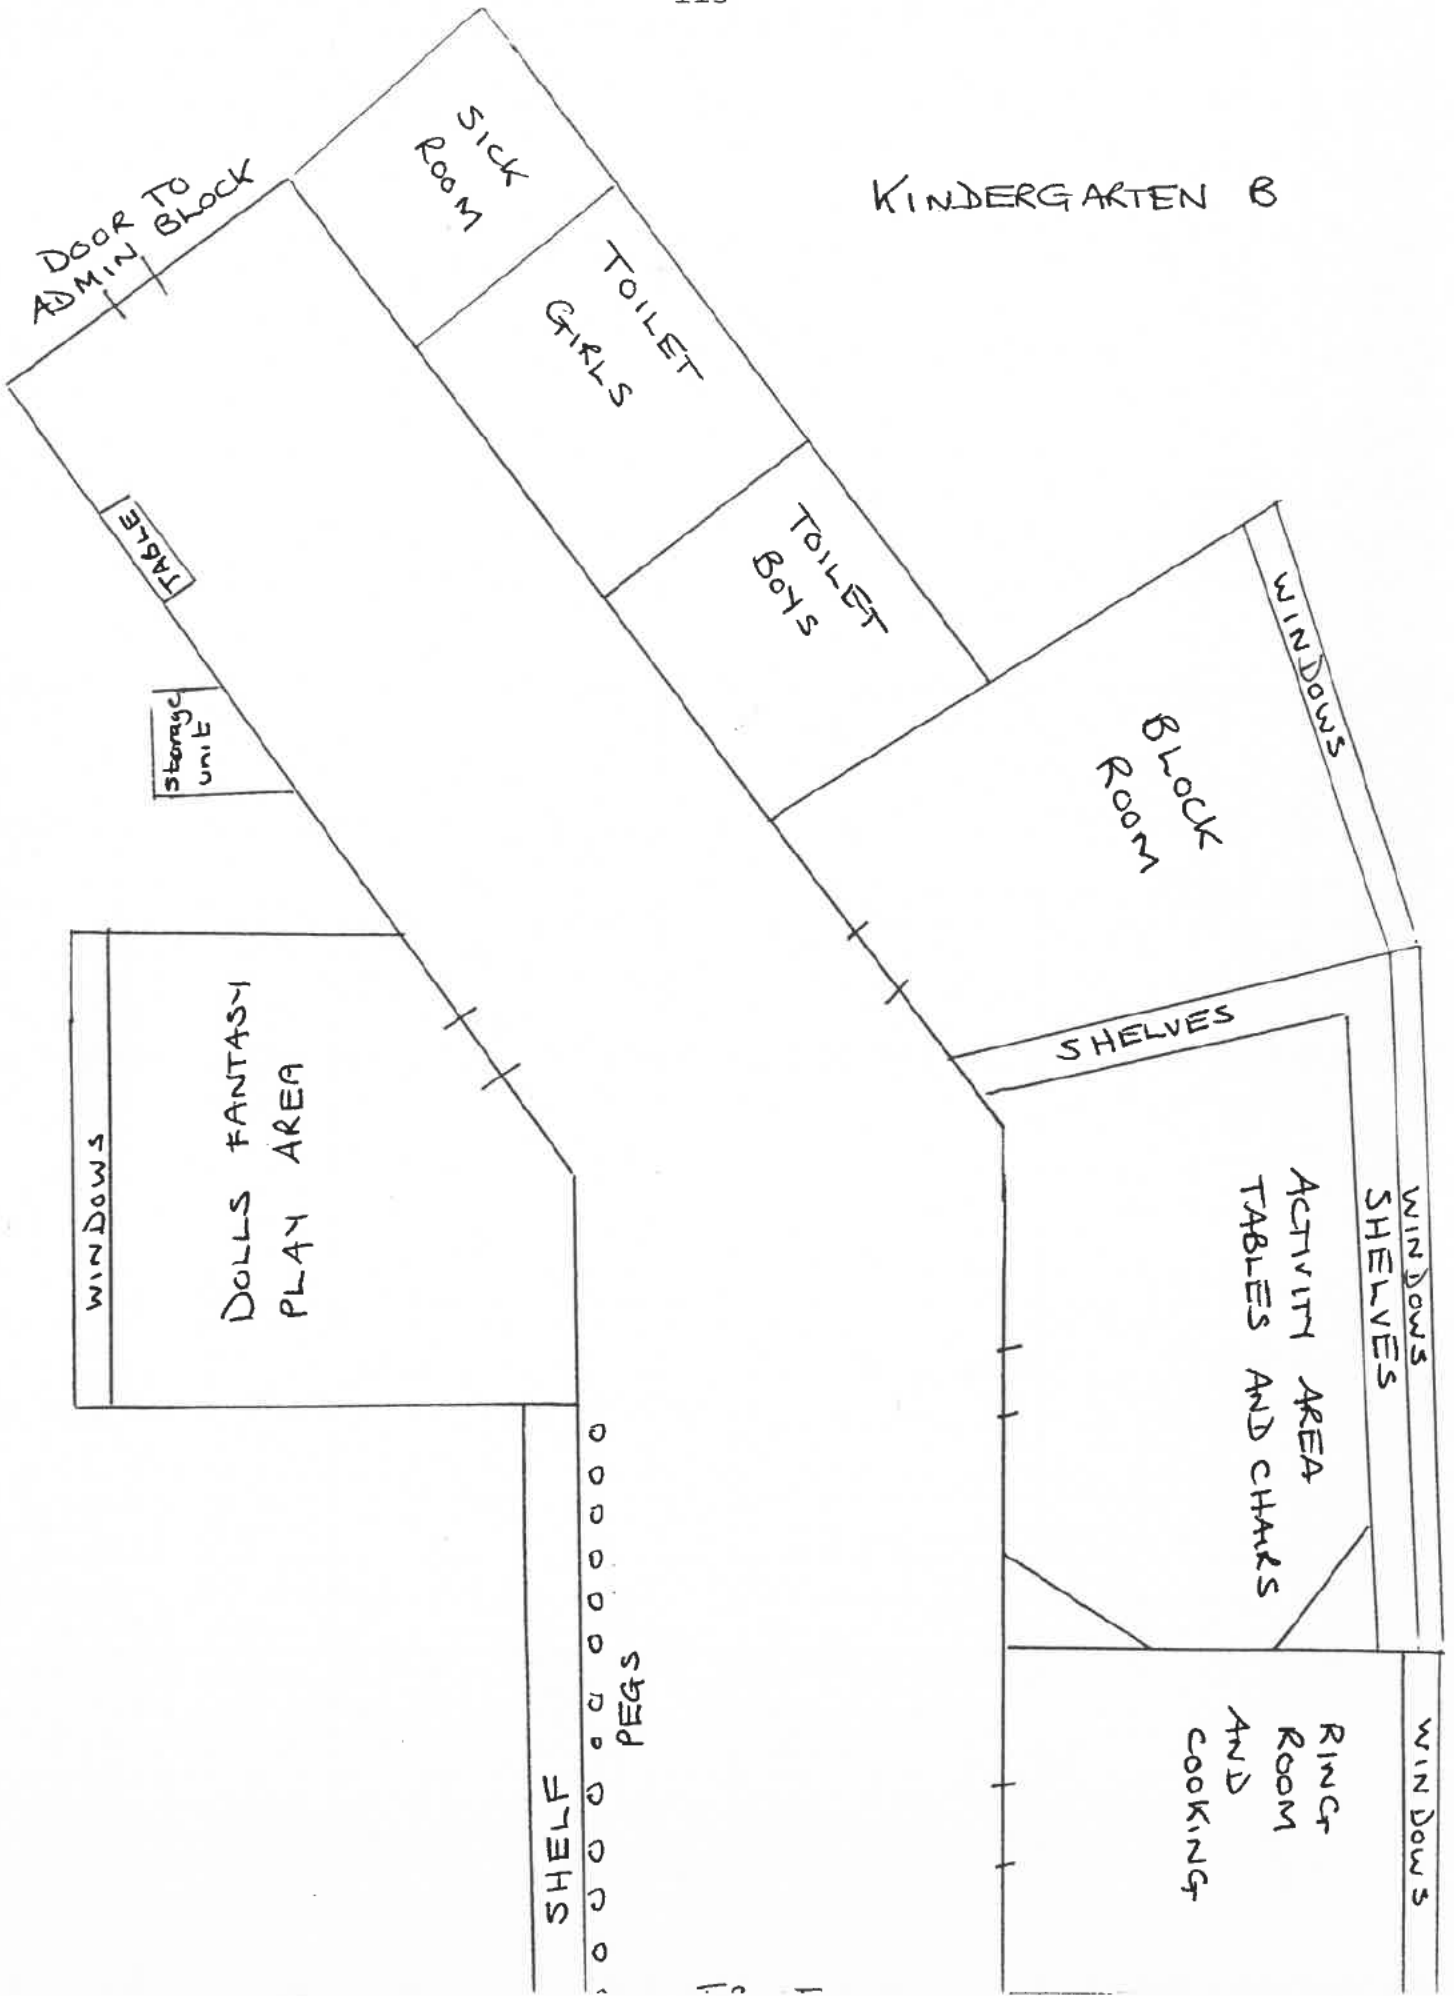 KINDERGARTEN B
SICK
ROOM
DOOR TO
ADMIN BLOCK
TOILET
GIRLS
TABLE
TOILET
BOYS
WINDOWS
Storage
unit
BLOCK
ROOM
SHELVES
DOLLS FANTASY
PLAY AREA
WINDOWS
ACTIVITY AREA
TABLES AND CHAIRS
WINDOWS
SHELVES
PEGS
SHELF
RING
ROOM
AND
COOKING
WINDOWS